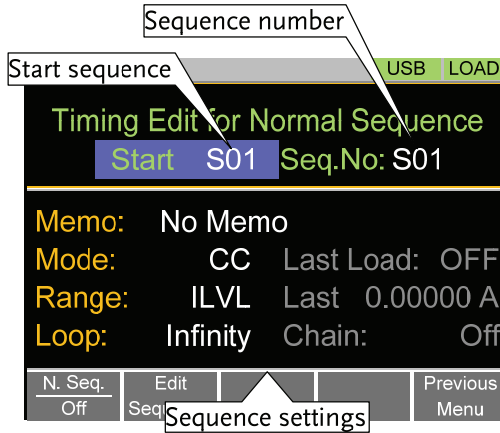 Sequence number
Start sequence
USB LOAD
Timing Edit for Normal Sequence
Start S01 Seq.No: S01
Memo: No Memo
Mode: CC Last Load: OFF
Range: ILVL Last 0.00000 A
Loop: Infinity Chain: Off
N. Seq. Edit Previous
Off Menu
Sequence settings